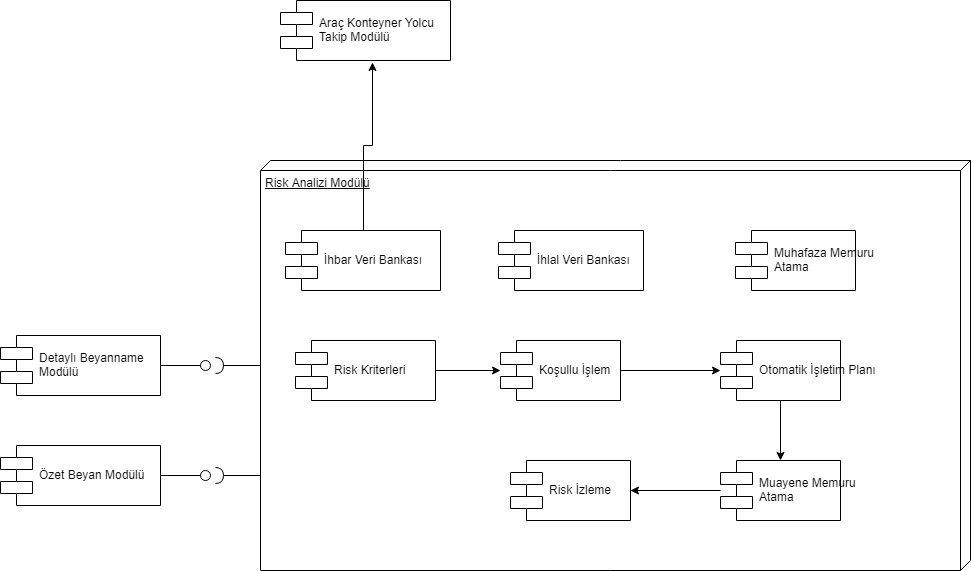 Araç Konteyner Yolcu
Takip Modülü
Risk Analizi Modülü
İhbar Veri Bankası
İhlal Veri Bankası
Muhafaza Memuru
Atama
Detaylı Beyanname
Modülü
Risk Kriterleri
Koşullu İşlem
Otomatik İşletim Planı
Özet Beyan Modülü
Risk İzleme
Muayene Memuru
Atama